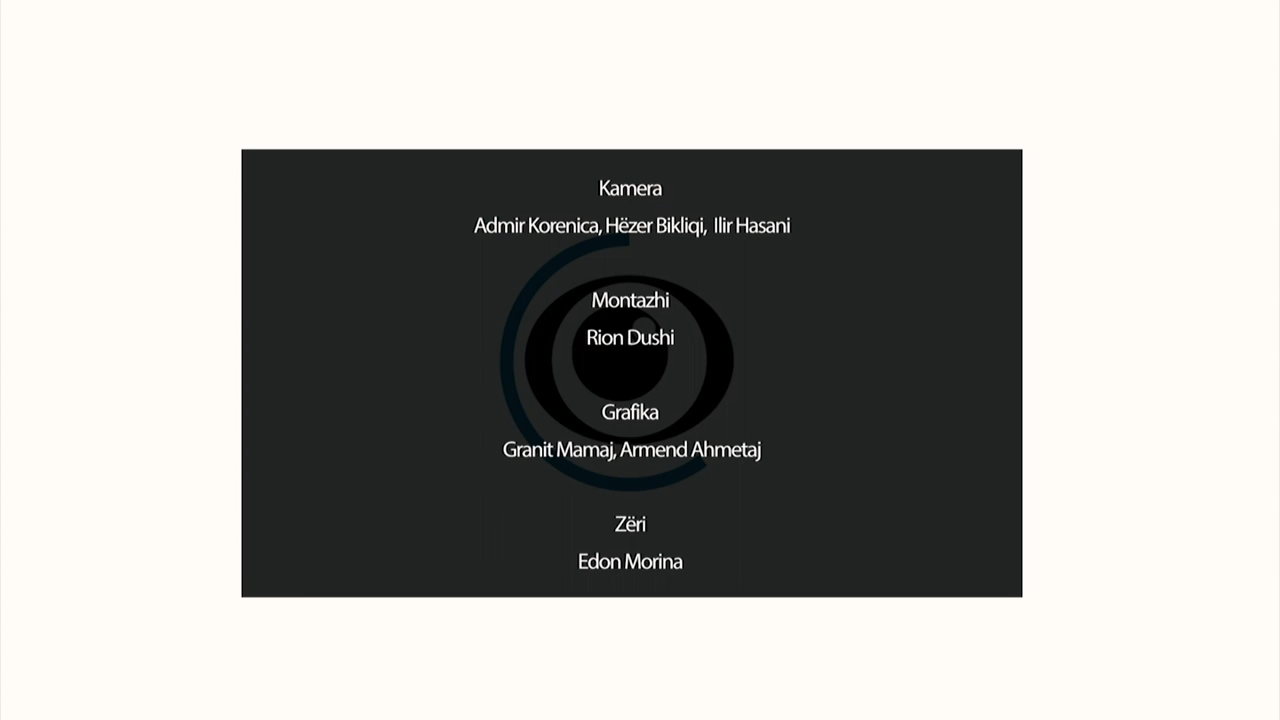 Kamera
Admir Korenica, Hëzer Bikliqi, Ilir Hasani
Montazhi
Rion Dushi
Grafika
Granit Mamaj, Armend Ahmetaj
Zëri
Edon Morina